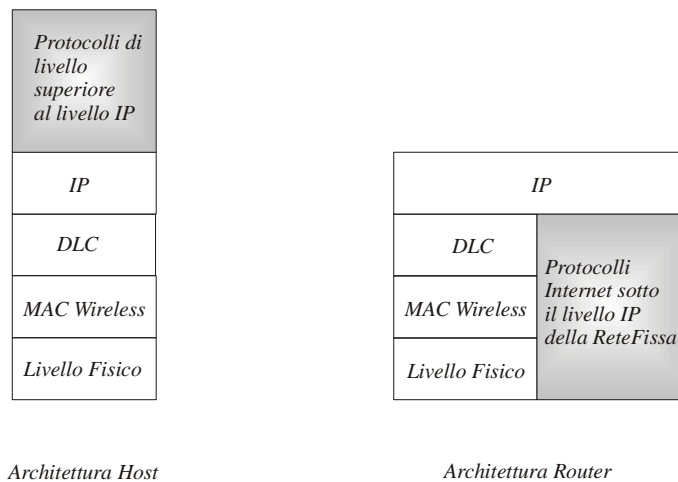 Protocolli di
livello
superiore
al livello IP
IP
DLC
MAC Wireless
Livello Fisico
Architettura Host
IP
DLC
MAC Wireless
Livello Fisico
Protocolli
Internet sotto
il livello IP
della ReteFissa
Architettura Router